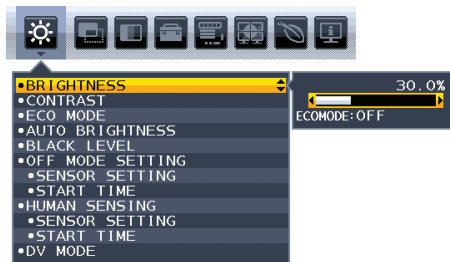 •BRIGHTNESS
•CONTRAST
•ECO MODE
•AUTO BRIGHTNESS
•BLACK LEVEL
•OFF MODE SETTING
•SENSOR SETTING
•START TIME
•HUMAN SENSING
•SENSOR SETTING
•START TIME
•DV MODE
30.0%
ECOMODE:OFF